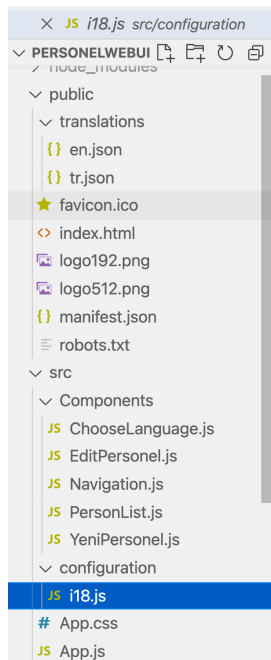 i18.js src/configuration
PERSONELWEBUI
node_modules
public
translations
{} en.json
{} tr.json
favicon.ico
<> index.html
logo192.png
logo512.png
{} manifest.json
robots.txt
src
Components
JS ChooseLanguage.js
JS EditPersonel.js
JS Navigation.js
JS PersonList.js
JS YeniPersonel.js
configuration
JS i18.js
# App.css
JS App.js